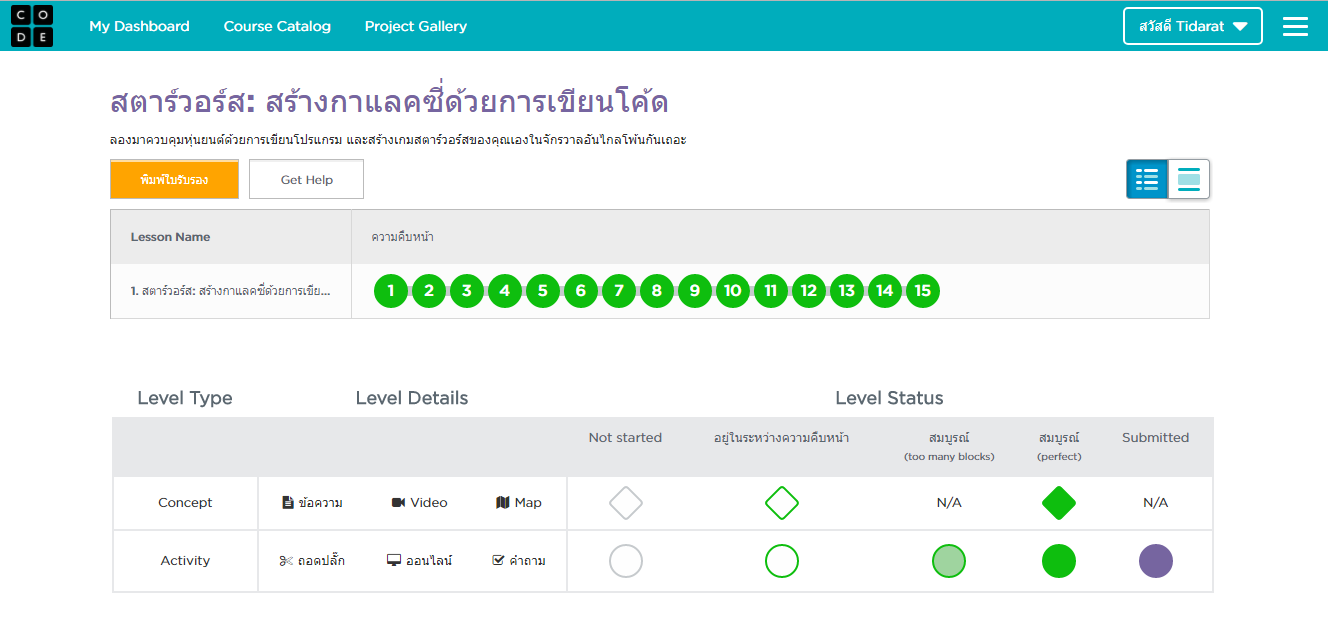 CODE My Dashboard Course Catalog Project Gallery สวัสดี Tidarat
สตาร์วอร์ส: สร้างกาแลคซี่ด้วยการเขียนโค้ด
ลองมาควบคุมหุ่นยนต์ด้วยการเขียนโปรแกรม และสร้างเกมสตาร์วอร์สของคุณเองในจักรวาลอันไกลโพ้นกันเถอะ
พิมพ์ใบรับรอง Get Help
Lesson Name ความคืบหน้า
1. สตาร์วอร์ส: สร้างกาแลคซี่ด้วยการเขีย... 1 2 3 4 5 6 7 8 9 10 11 12 13 14 15
Level Type Level Details Level Status
Not started อยู่ในระหว่างความคืบหน้า สมบูรณ์ สมบูรณ์ Submitted
(too many blocks) (perfect)
Concept ข้อความ Video Map N/A N/A
Activity ถอดปลั๊ก ออนไลน์ คำถาม